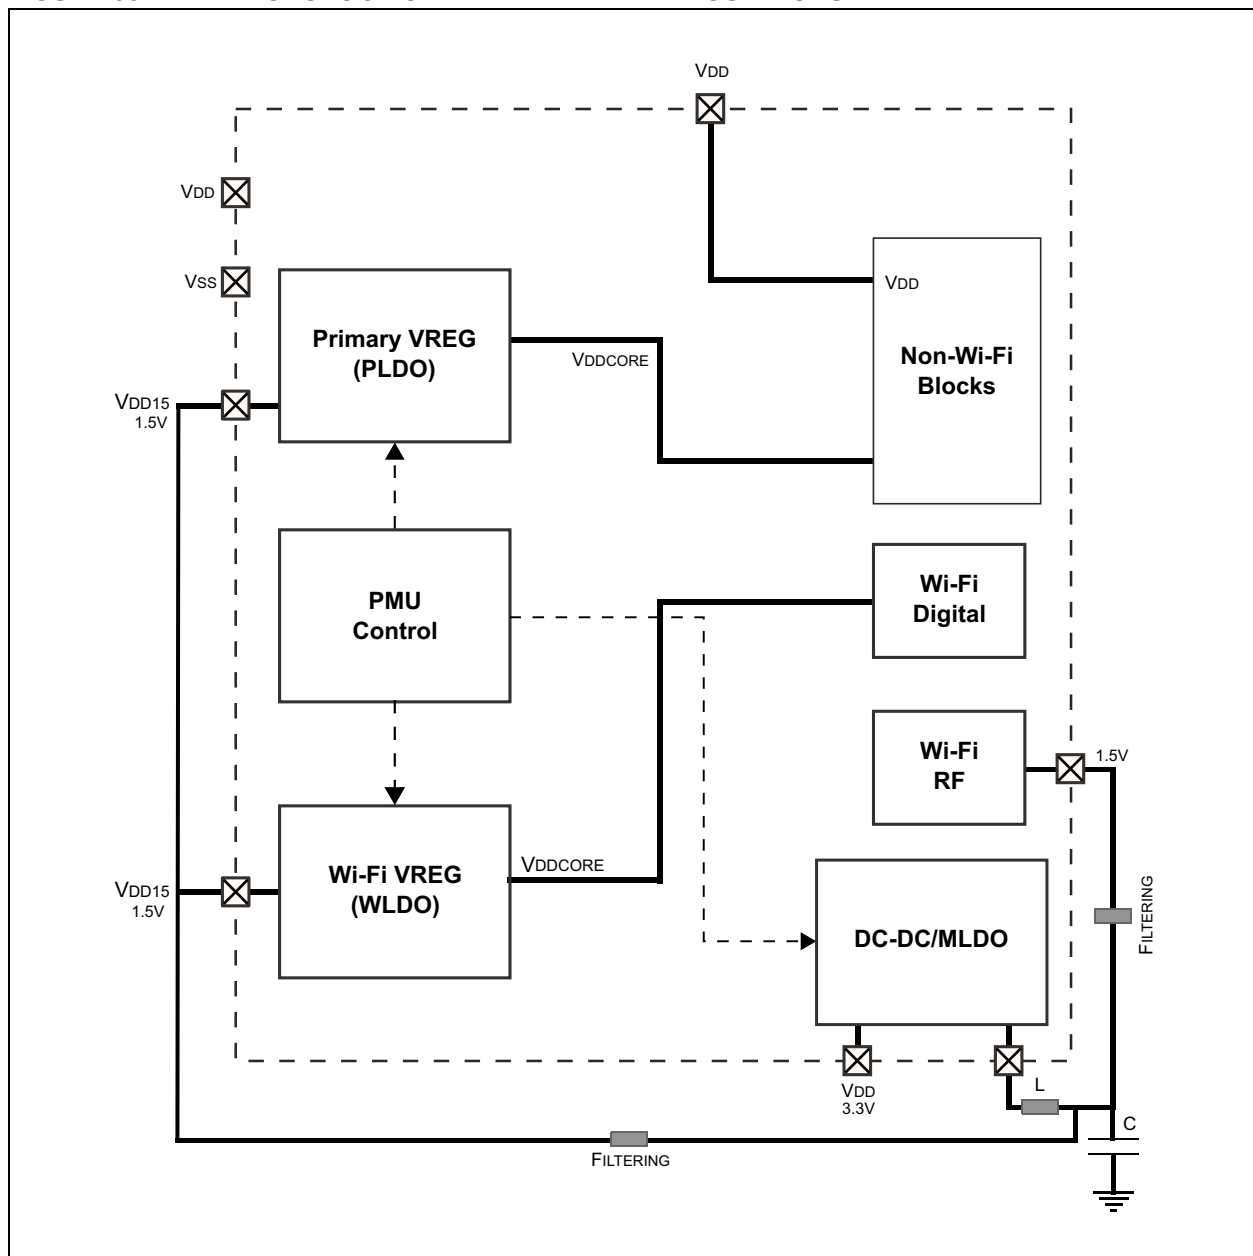 VDD
VDD
VSS
Primary VREG
(PLDO)
VDDCORE
VDD
Non-Wi-Fi
Blocks
VDD15
1.5V
PMU
Control
Wi-Fi
Digital
Wi-Fi
RF
1.5V
Wi-Fi VREG
(WLDO)
VDDCORE
VDD15
1.5V
DC-DC/MLDO
FILTERING
VDD
3.3V
L
C
FILTERING